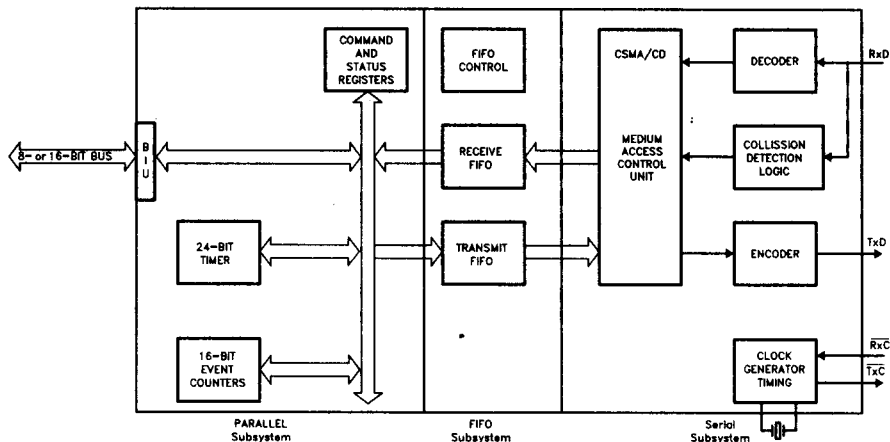 COMMAND
AND
STATUS
REGISTERS
FIFO
CONTROL
CSMA/CD
DECODER
RxD
8- or 16-BIT BUS
B
I
U
RECEIVE
FIFO
MEDIUM
ACCESS
CONTROL
UNIT
COLLISSION
DETECTION
LOGIC
24-BIT
TIMER
TRANSMIT
FIFO
ENCODER
TxD
16-BIT
EVENT
COUNTERS
CLOCK
GENERATOR
TIMING
RxC
TxC
PARALLEL
Subsystem
FIFO
Subsystem
Serial
Subsystem